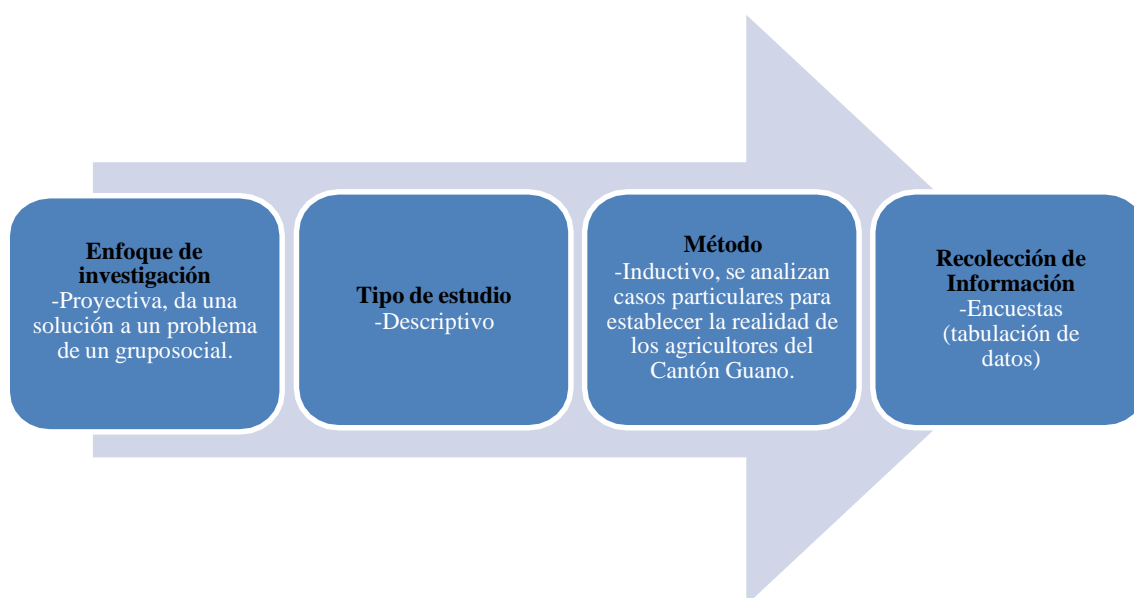 Enfoque de
investigación
-Proyectiva, da una
solución a un problema
de un gruposocial.
Tipo de estudio
-Descriptivo
Método
-Inductivo, se analizan
casos particulares para
establecer la realidad de
los agricultores del
Cantón Guano.
Recolección de
Información
-Encuestas
(tabulación de
datos)